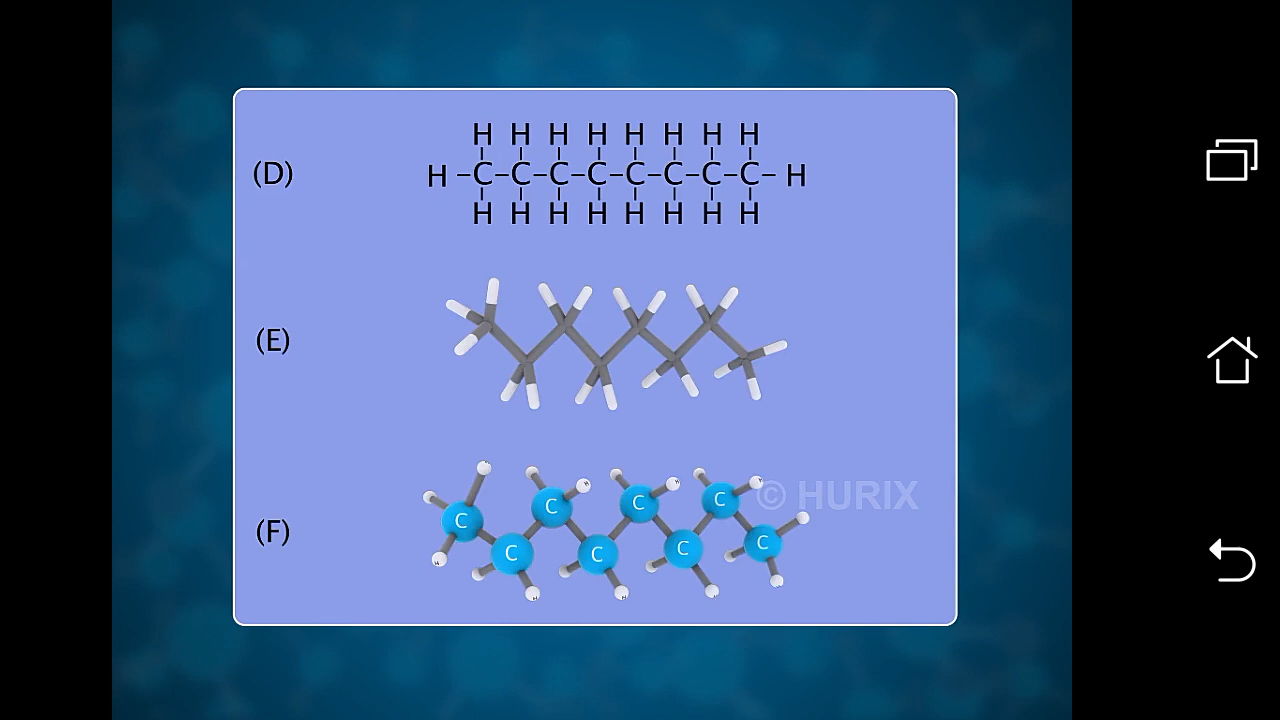 H H H H H H H H
(D) H–C–C–C–C–C–C–C–C–H
H H H H H H H H
(E)
© HURIX
C C C C
(F) C C C C